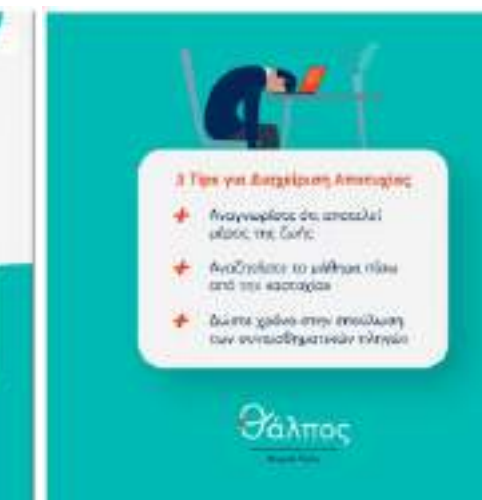 3 Tips για Διαχείριση Αποτυχίας
Αναγνωρίστε ότι αποτελεί
μέρος της ζωής
Αναζητήστε το μάθημα πίσω
από την
Δώστε χρόνο στην επούλωση
των συναισθηματικών πληγών
θάλπος